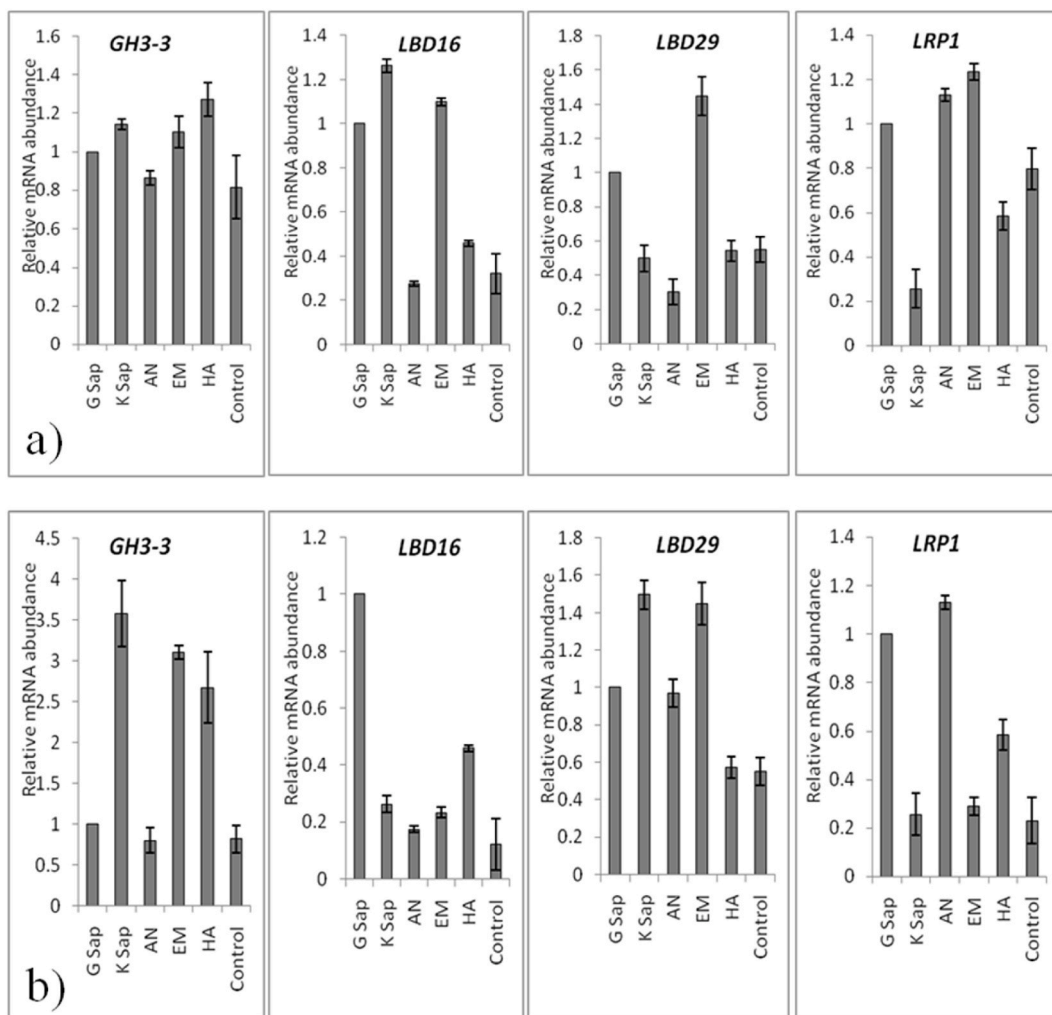 GH3-3
Relative mRNA abundance
1.6
1.4
1.2
1
0.8
0.6
0.4
0.2
0
G Sap
K Sap
AN
EM
HA
Control
LBD16
Relative mRNA abundance
1.4
1.2
1
0.8
0.6
0.4
0.2
0
G Sap
K Sap
AN
EM
HA
Control
LBD29
Relative mRNA abundance
1.8
1.6
1.4
1.2
1
0.8
0.6
0.4
0.2
0
G Sap
K Sap
AN
EM
HA
Control
LRP1
Relative mRNA abundance
1.4
1.2
1
0.8
0.6
0.4
0.2
0
G Sap
K Sap
AN
EM
HA
Control
a)
GH3-3
Relative mRNA abundance
4.5
4
3.5
3
2.5
2
1.5
1
0.5
0
G Sap
K Sap
AN
EM
HA
Control
LBD16
Relative mRNA abundance
1.2
1
0.8
0.6
0.4
0.2
0
G Sap
K Sap
AN
EM
HA
Control
LBD29
Relative mRNA abundance
1.8
1.6
1.4
1.2
1
0.8
0.6
0.4
0.2
0
G Sap
K Sap
AN
EM
HA
Control
LRP1
Relative mRNA abundance
1.4
1.2
1
0.8
0.6
0.4
0.2
0
G Sap
K Sap
AN
EM
HA
Control
b)